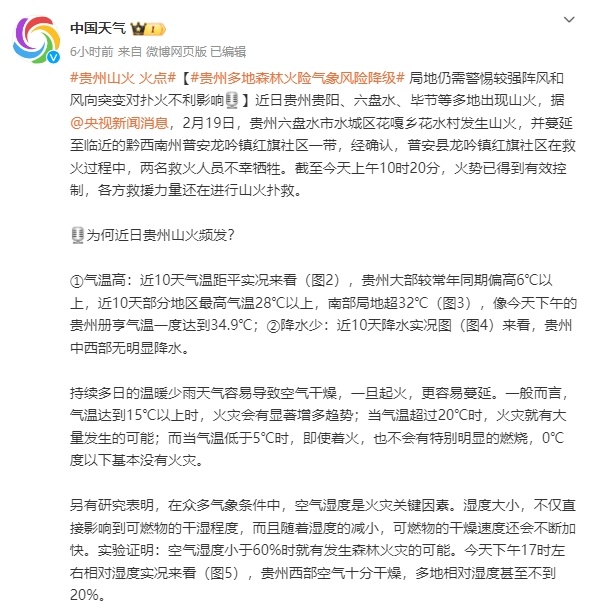 中国天气
6小时前 来自 微博网页版 已编辑
#贵州山火 火点#【#贵州多地森林火险气象风险降级# 局地仍需警惕较强阵风和
风向突变对扑火不利影响🎙️】近日贵州贵阳、六盘水、毕节等多地出现山火，据
@央视新闻消息，2月19日，贵州六盘水市水城区花嘎乡花水村发生山火，并蔓延
至临近的黔西南州普安龙吟镇红旗社区一带，经确认，普安县龙吟镇红旗社区在救
火过程中，两名救火人员不幸牺牲。截至今天上午10时20分，火势已得到有效控
制，各方救援力量还在进行山火扑救。
🎙️为何近日贵州山火频发？
①气温高：近10天气温距平实况来看（图2），贵州大部较常年同期偏高6℃以
上，近10天部分地区最高气温28℃以上，南部局地超32℃（图3），像今天下午的
贵州册亨气温一度达到34.9℃；②降水少：近10天降水实况图（图4）来看，贵州
中西部无明显降水。
持续多日的温暖少雨天气容易导致空气干燥，一旦起火，更容易蔓延。一般而言，
气温达到15℃以上时，火灾会有显著增多趋势；当气温超过20℃时，火灾就有大
量发生的可能；而当气温低于5℃时，即使着火，也不会有特别明显的燃烧，0℃
度以下基本没有火灾。
另有研究表明，在众多气象条件中，空气湿度是火灾关键因素。湿度大小，不仅直
接影响到可燃物的干湿程度，而且随着湿度的减小，可燃物的干燥速度还会不断加
快。实验证明：空气湿度小于60%时就有发生森林火灾的可能。今天下午17时左
右相对湿度实况来看（图5），贵州西部空气十分干燥，多地相对湿度甚至不到
20%。